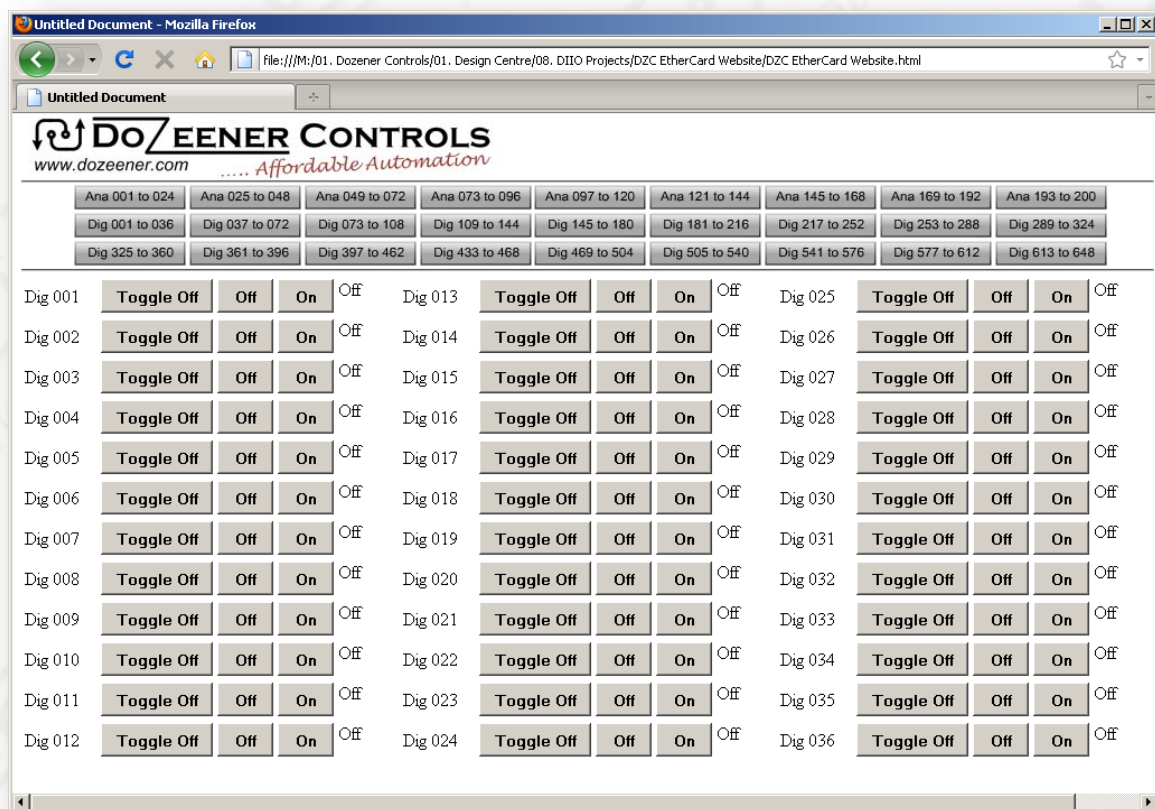 Untitled Document - Mozilla Firefox
file:///M:/01. Dozener Controls/01. Design Centre/08. DIIO Projects/DZC EtherCard Website/DZC EtherCard Website.html
Untitled Document
DOZEENER CONTROLS
www.dozeener.com ..... Affordable Automation
Ana 001 to 024 Ana 025 to 048 Ana 049 to 072 Ana 073 to 096 Ana 097 to 120 Ana 121 to 144 Ana 145 to 168 Ana 169 to 192 Ana 193 to 200
Dig 001 to 036 Dig 037 to 072 Dig 073 to 108 Dig 109 to 144 Dig 145 to 180 Dig 181 to 216 Dig 217 to 252 Dig 253 to 288 Dig 289 to 324
Dig 325 to 360 Dig 361 to 396 Dig 397 to 462 Dig 433 to 468 Dig 469 to 504 Dig 505 to 540 Dig 541 to 576 Dig 577 to 612 Dig 613 to 648
Dig 001 Toggle Off Off On Off Dig 013 Toggle Off Off On Off Dig 025 Toggle Off Off On Off
Dig 002 Toggle Off Off On Off Dig 014 Toggle Off Off On Off Dig 026 Toggle Off Off On Off
Dig 003 Toggle Off Off On Off Dig 015 Toggle Off Off On Off Dig 027 Toggle Off Off On Off
Dig 004 Toggle Off Off On Off Dig 016 Toggle Off Off On Off Dig 028 Toggle Off Off On Off
Dig 005 Toggle Off Off On Off Dig 017 Toggle Off Off On Off Dig 029 Toggle Off Off On Off
Dig 006 Toggle Off Off On Off Dig 018 Toggle Off Off On Off Dig 030 Toggle Off Off On Off
Dig 007 Toggle Off Off On Off Dig 019 Toggle Off Off On Off Dig 031 Toggle Off Off On Off
Dig 008 Toggle Off Off On Off Dig 020 Toggle Off Off On Off Dig 032 Toggle Off Off On Off
Dig 009 Toggle Off Off On Off Dig 021 Toggle Off Off On Off Dig 033 Toggle Off Off On Off
Dig 010 Toggle Off Off On Off Dig 022 Toggle Off Off On Off Dig 034 Toggle Off Off On Off
Dig 011 Toggle Off Off On Off Dig 023 Toggle Off Off On Off Dig 035 Toggle Off Off On Off
Dig 012 Toggle Off Off On Off Dig 024 Toggle Off Off On Off Dig 036 Toggle Off Off On Off